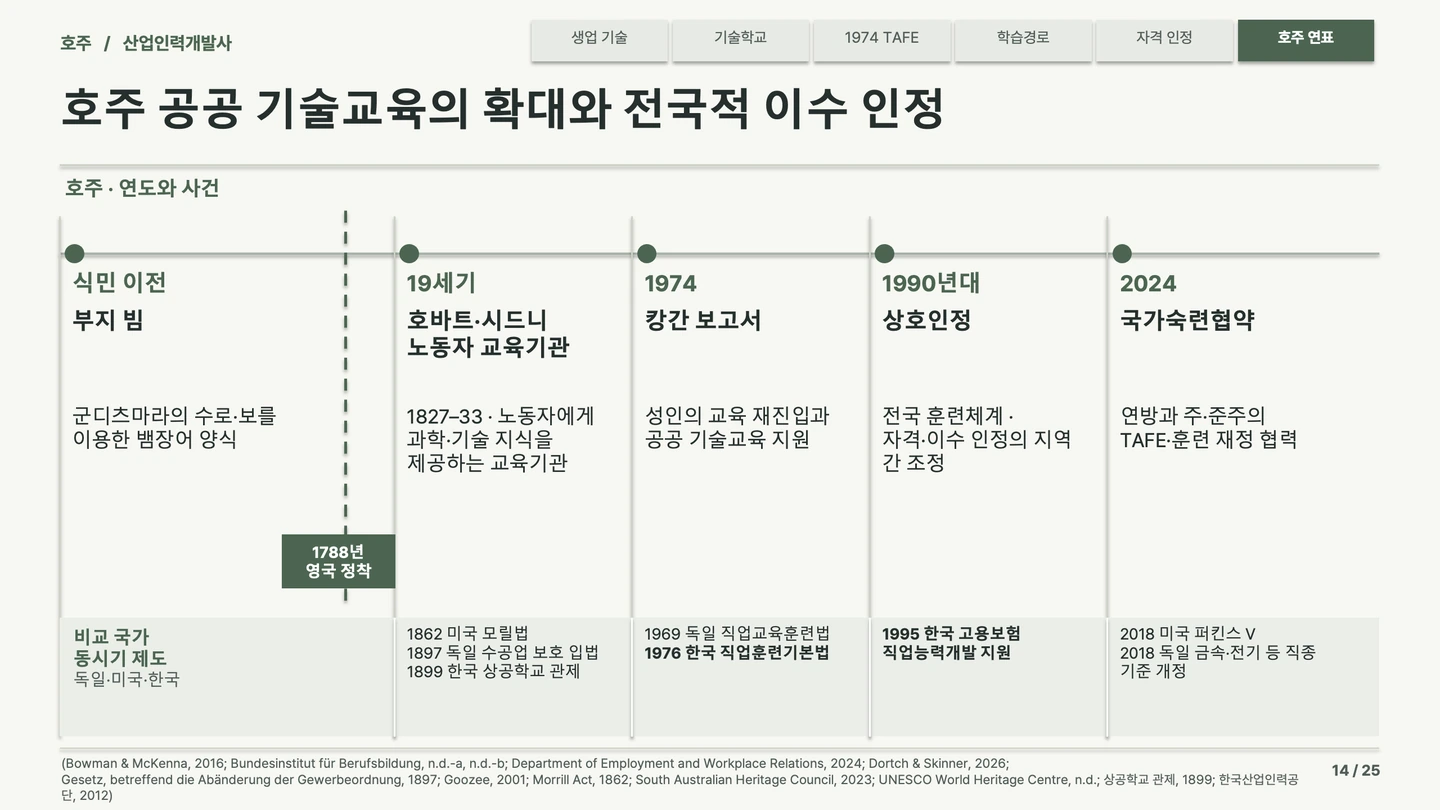 호주 / 산업인력개발사
생업 기술
기술학교
1974 TAFE
학습경로
자격 인정
호주 연표
호주 공공 기술교육의 확대와 전국적 이수 인정
호주 · 연도와 사건
식민 이전
부지 빔
군디츠마라의 수로·보를
이용한 뱀장어 양식
1788년
영국 정착
19세기
호바트·시드니
노동자 교육기관
1827–33 · 노동자에게
과학·기술 지식을
제공하는 교육기관
1974
캉간 보고서
성인의 교육 재진입과
공공 기술교육 지원
1990년대
상호인정
전국 훈련체계 ·
자격·이수 인정의 지역
간 조정
2024
국가숙련협약
연방과 주·준주의
TAFE·훈련 재정 협력
비교 국가
동시기 제도
독일·미국·한국
1862 미국 모릴법
1897 독일 수공업 보호 입법
1899 한국 상공학교 관제
1969 독일 직업교육훈련법
1976 한국 직업훈련기본법
1995 한국 고용보험
직업능력개발 지원
2018 미국 퍼킨스 V
2018 독일 금속·전기 등 직종
기준 개정
(Bowman & McKenna, 2016; Bundesinstitut für Berufsbildung, n.d.-a, n.d.-b; Department of Employment and Workplace Relations, 2024; Dortch & Skinner, 2026;
Gesetz, betreffend die Abänderung der Gewerbeordnung, 1897; Goozee, 2001; Morrill Act, 1862; South Australian Heritage Council, 2023; UNESCO World Heritage Centre, n.d.; 상공학교 관제, 1899; 한국산업인력공
단, 2012)
14 / 25